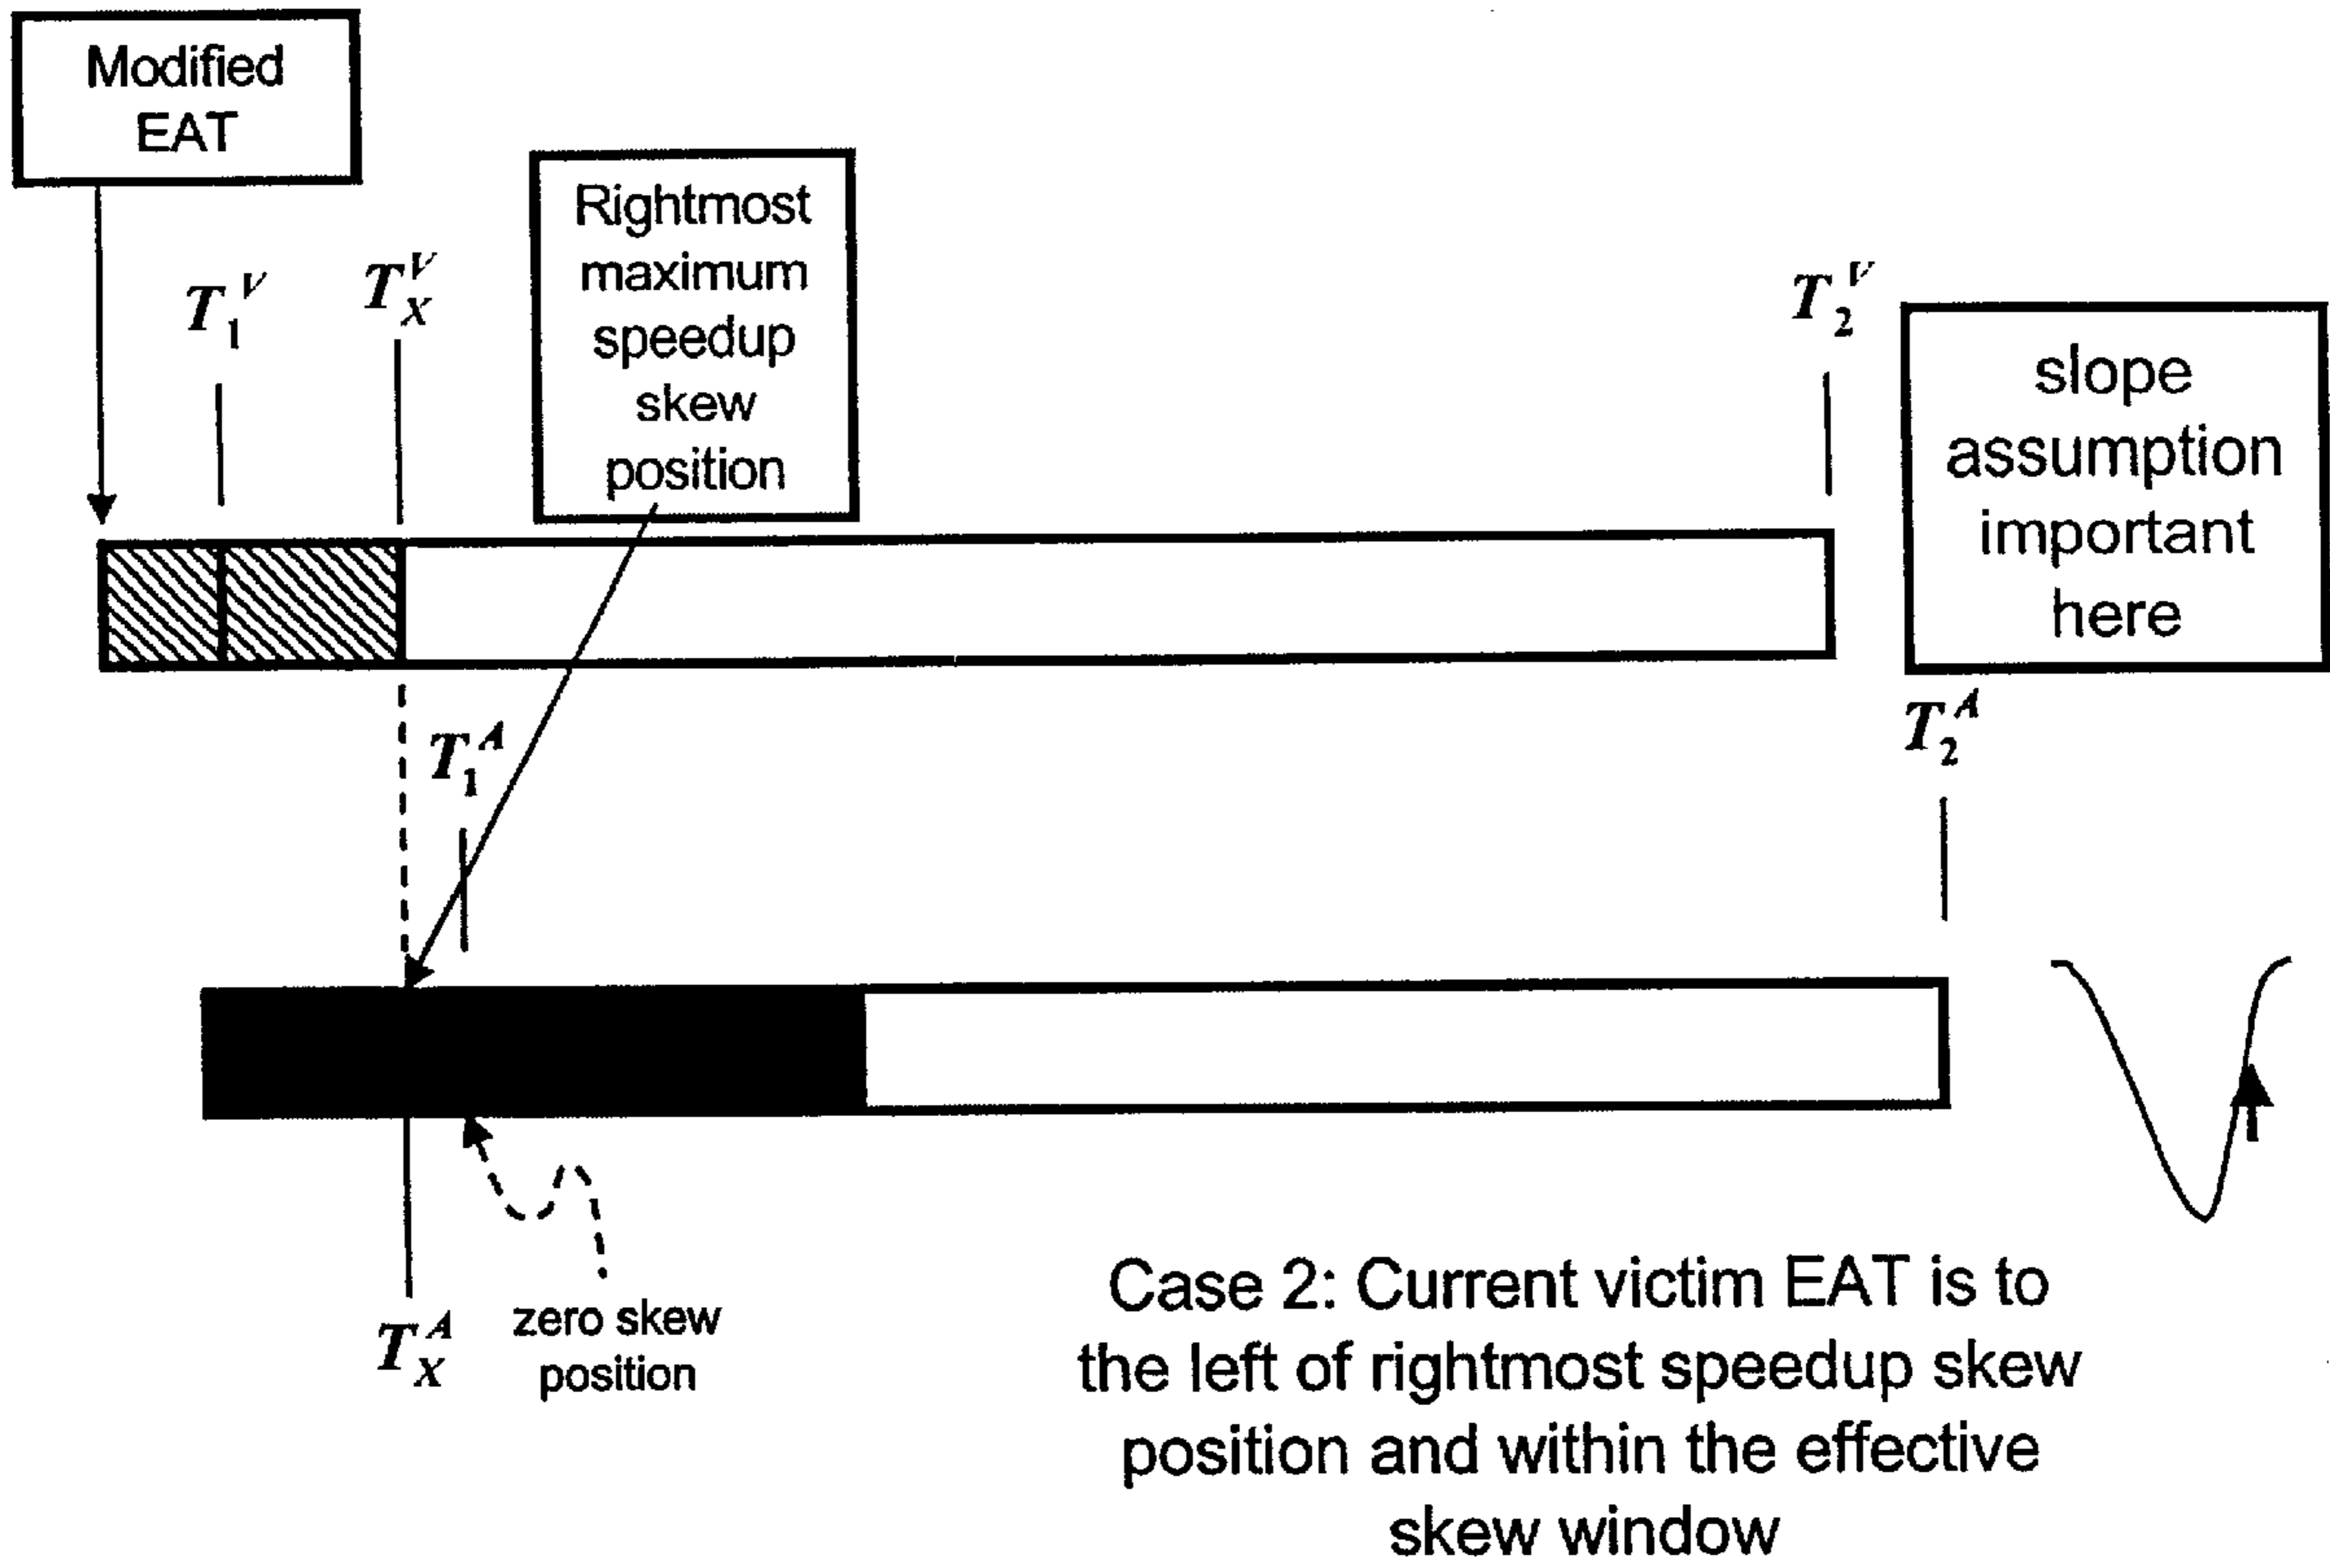 Modified
EAT
Rightmost
maximum
speedup
skew
position
T₁ⱽ
T_X^V
T₂ⱽ
slope
assumption
important
here
T₁ᴬ
T₂ᴬ
T_X^A
zero skew
position
Case 2: Current victim EAT is to
the left of rightmost speedup skew
position and within the effective
skew window